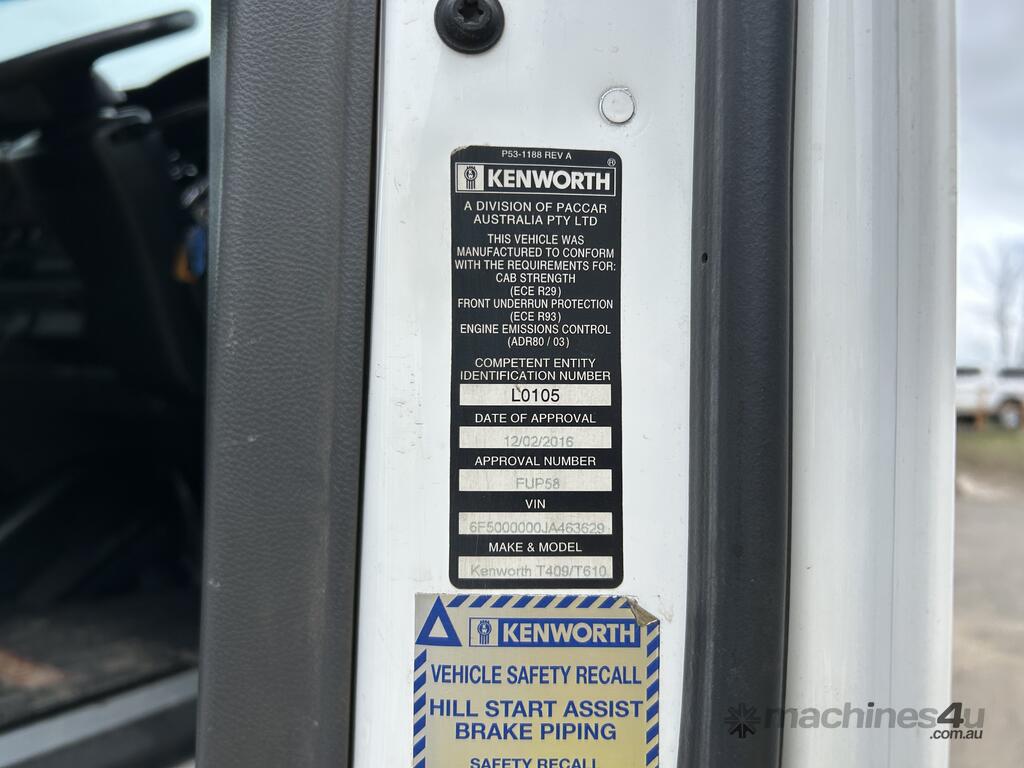 P53-1188 REV A
KENWORTH®
A DIVISION OF PACCAR
AUSTRALIA PTY LTD
THIS VEHICLE WAS
MANUFACTURED TO CONFORM
WITH THE REQUIREMENTS FOR:
CAB STRENGTH
(ECE R29)
FRONT UNDERRUN PROTECTION
(ECE R93)
ENGINE EMISSIONS CONTROL
(ADR80 / 03)
COMPETENT ENTITY
IDENTIFICATION NUMBER
L0105
DATE OF APPROVAL
12/02/2016
APPROVAL NUMBER
FUP58
VIN
6F5000000JA463629
MAKE & MODEL
Kenworth T409/T610
KENWORTH
VEHICLE SAFETY RECALL
HILL START ASSIST
BRAKE PIPING
SAFETY RECALL
machines4u
.com.au